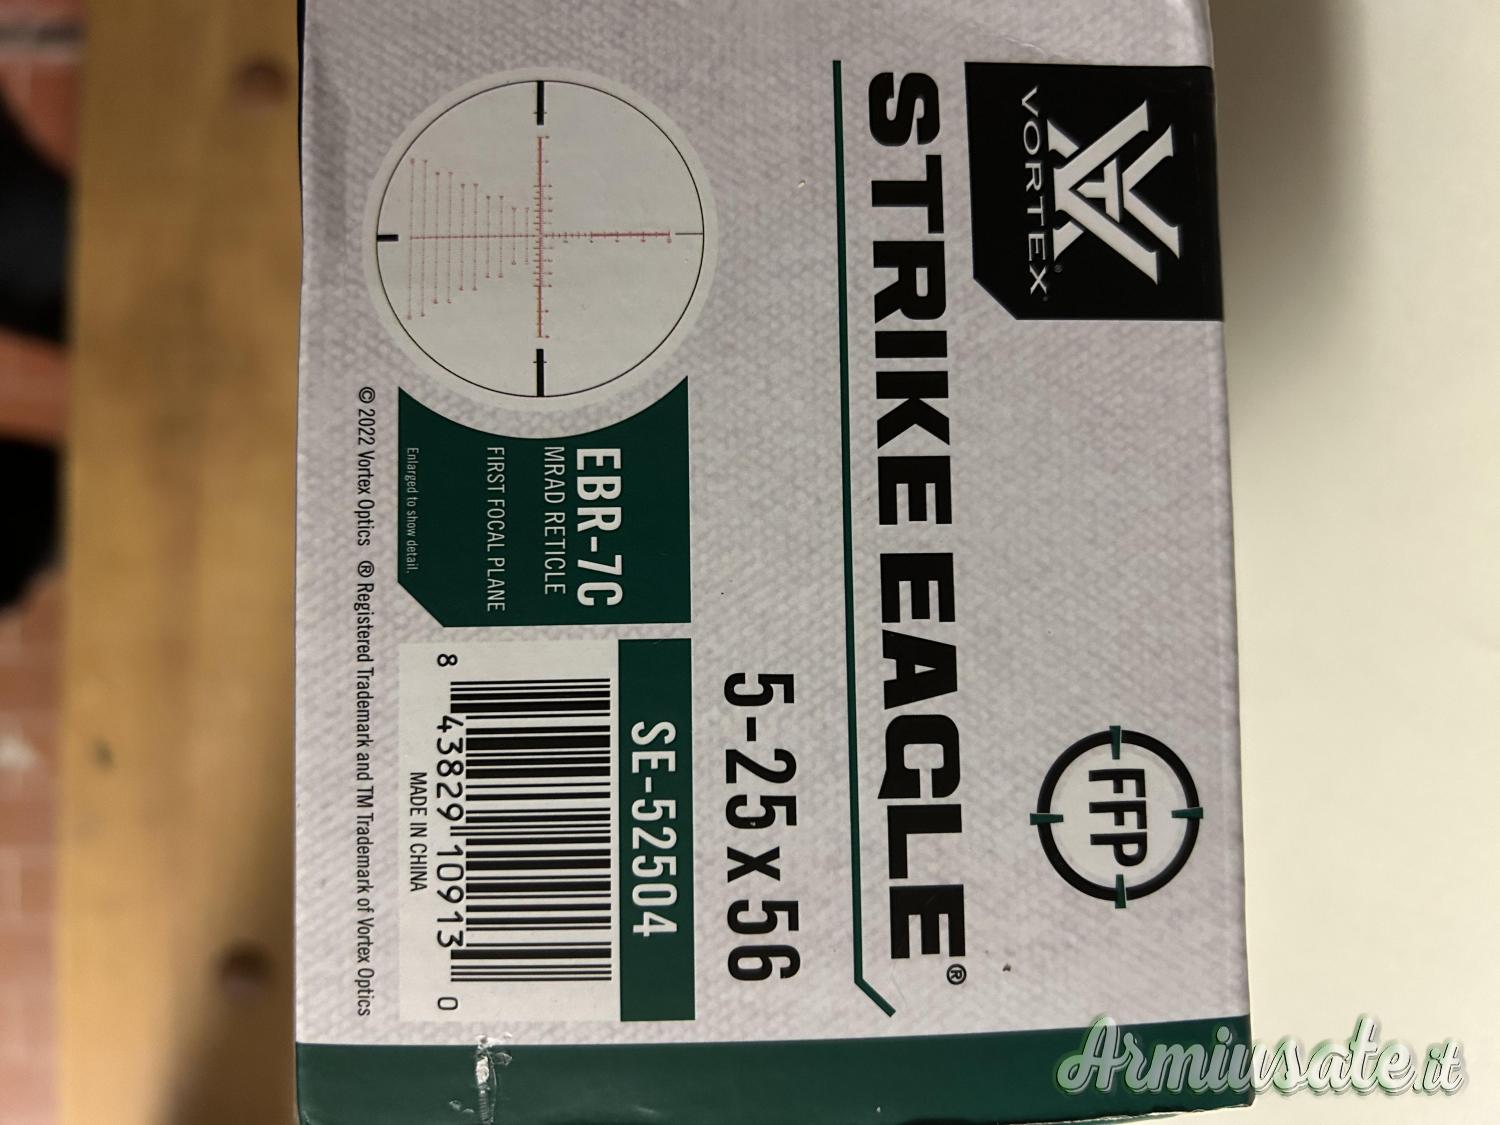 VORTEX®
FFP
STRIKE EAGLE®
5-25 x 56
EBR-7C
MRAD RETICLE
FIRST FOCAL PLANE
Enlarged to show detail.
SE-52504
8 43829 10913 0
MADE IN CHINA
© 2022 Vortex Optics ® Registered Trademark and TM Trademark of Vortex Optics
Armiusate.it